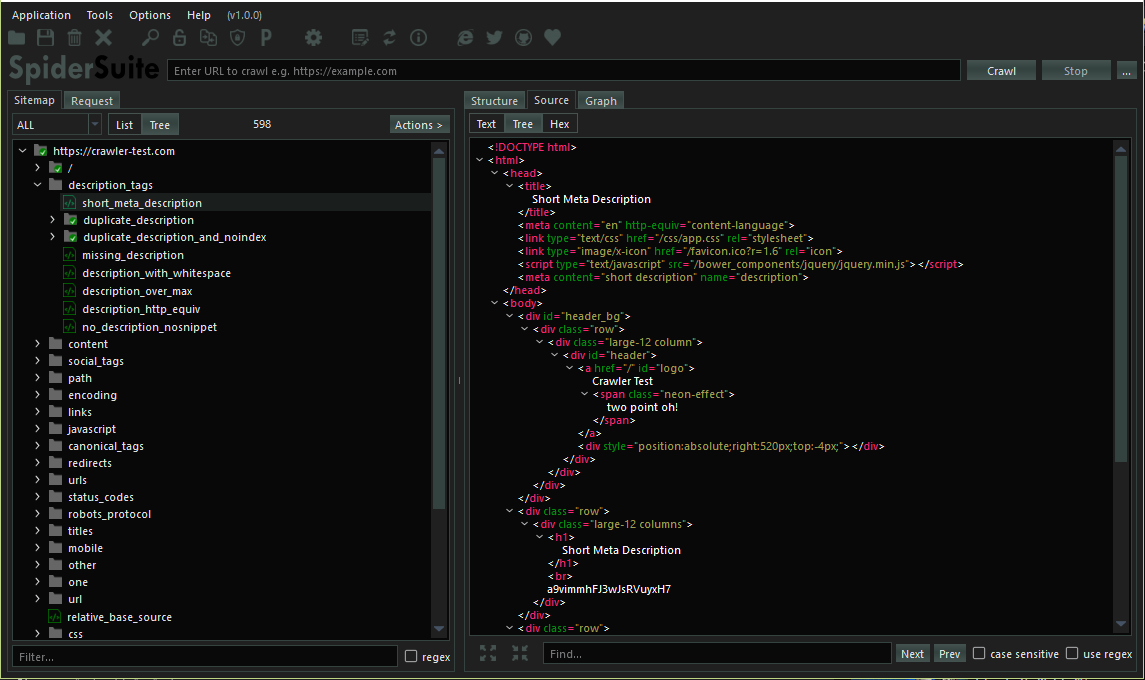 Application Tools Options Help (v1.0.0)
SpiderSuite
Enter URL to crawl e.g. https://example.com
Crawl Stop ...
Sitemap Request
ALL List Tree 598 Actions >
https://crawler-test.com
/
description_tags
short_meta_description
duplicate_description
duplicate_description_and_noindex
missing_description
description_with_whitespace
description_over_max
description_http_equiv
no_description_nosnippet
content
social_tags
path
encoding
links
javascript
canonical_tags
redirects
urls
status_codes
robots_protocol
titles
mobile
other
one
url
relative_base_source
css
Filter... regex
Structure Source Graph
Text Tree Hex
<!DOCTYPE html>
<html>
<head>
<title>
Short Meta Description
</title>
<meta content="en" http-equiv="content-language">
<link type="text/css" href="/css/app.css" rel="stylesheet">
<link type="image/x-icon" href="/favicon.ico?r=1.6" rel="icon">
<script type="text/javascript" src="/bower_components/jquery/jquery.min.js"></script>
<meta content="short description" name="description">
</head>
<body>
<div id="header_bg">
<div class="row">
<div class="large-12 column">
<div id="header">
<a href="/" id="logo">
Crawler Test
<span class="neon-effect">
two point oh!
</span>
</a>
<div style="position:absolute;right:520px;top:-4px;"></div>
</div>
</div>
</div>
</div>
<div class="row">
<div class="large-12 columns">
<h1>
Short Meta Description
</h1>
<br>
a9vimmhFJ3wJsRVuyxH7
</div>
</div>
<div class="row">
Find... Next Prev case sensitive use regex